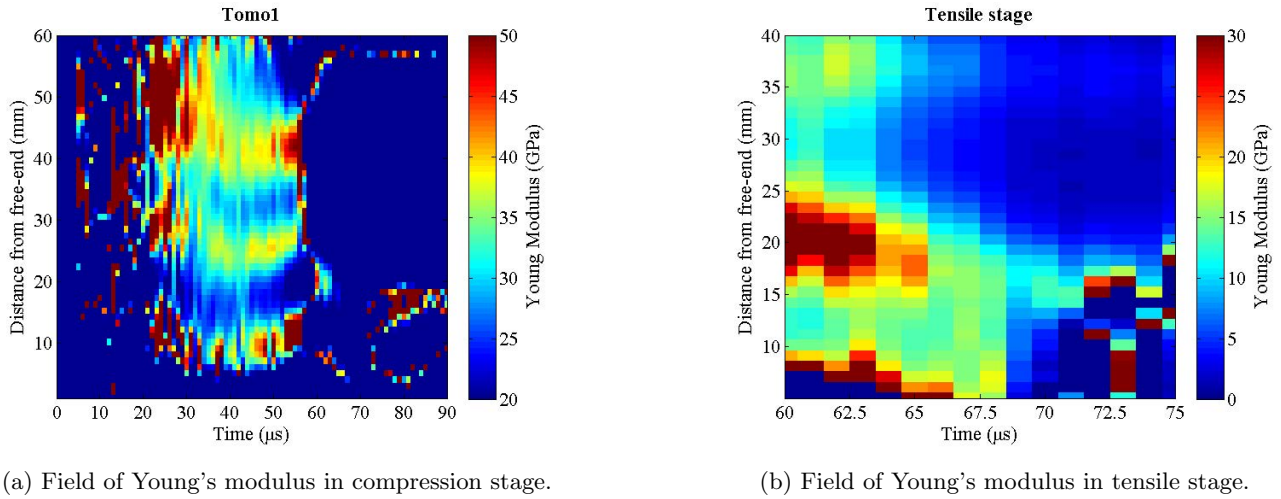 Tomo1
60
50
40
30
20
10
0 10 20 30 40 50 60 70 80 90
Time (µs)
Distance from free-end (mm)
50
45
40
35
30
25
20
Young Modulus (GPa)
(a) Field of Young's modulus in compression stage.
Tensile stage
40
35
30
25
20
15
10
60 62.5 65 67.5 70 72.5 75
Time (µs)
Distance from free-end (mm)
30
25
20
15
10
5
0
Young Modulus (GPa)
(b) Field of Young's modulus in tensile stage.